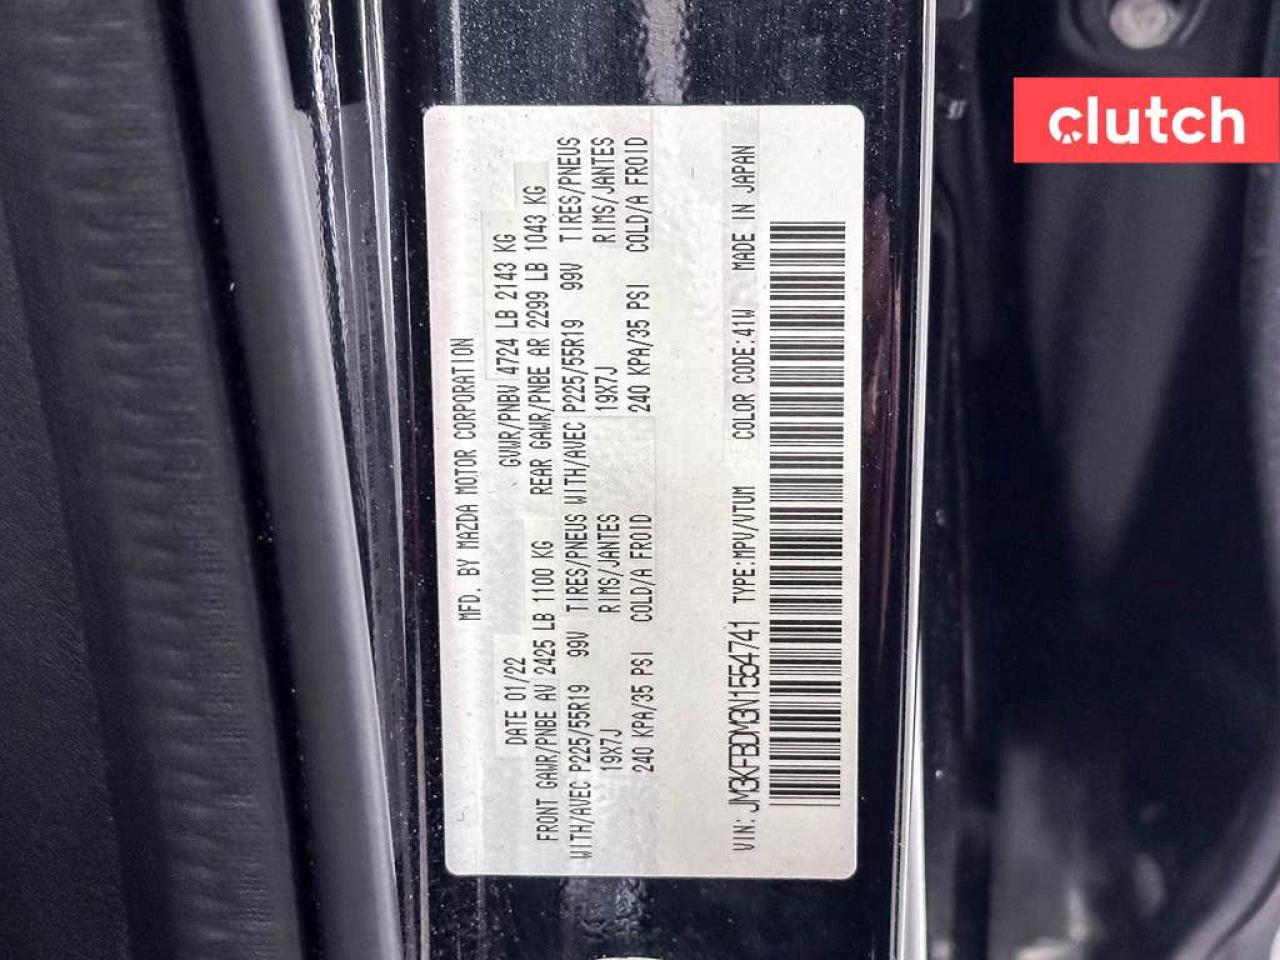 clutch
MFD. BY MAZDA MOTOR CORPORATION
DATE 01/22 GVWR/PNBV 4724 LB 2143 KG
FRONT GAWR/PNBE AV 2425 LB 1100 KG REAR GAWR/PNBE AR 2299 LB 1043 KG
WITH/AVEC P225/55R19 99V TIRES/PNEUS WITH/AVEC P225/55R19 99V TIRES/PNEUS
19X7J RIMS/JANTES 19X7J RIMS/JANTES
240 KPA/35 PSI COLD/A FROID 240 KPA/35 PSI COLD/A FROID
VIN: JM3KFBDM3N1554741 TYPE:MPV/VTUM COLOR CODE:41W MADE IN JAPAN